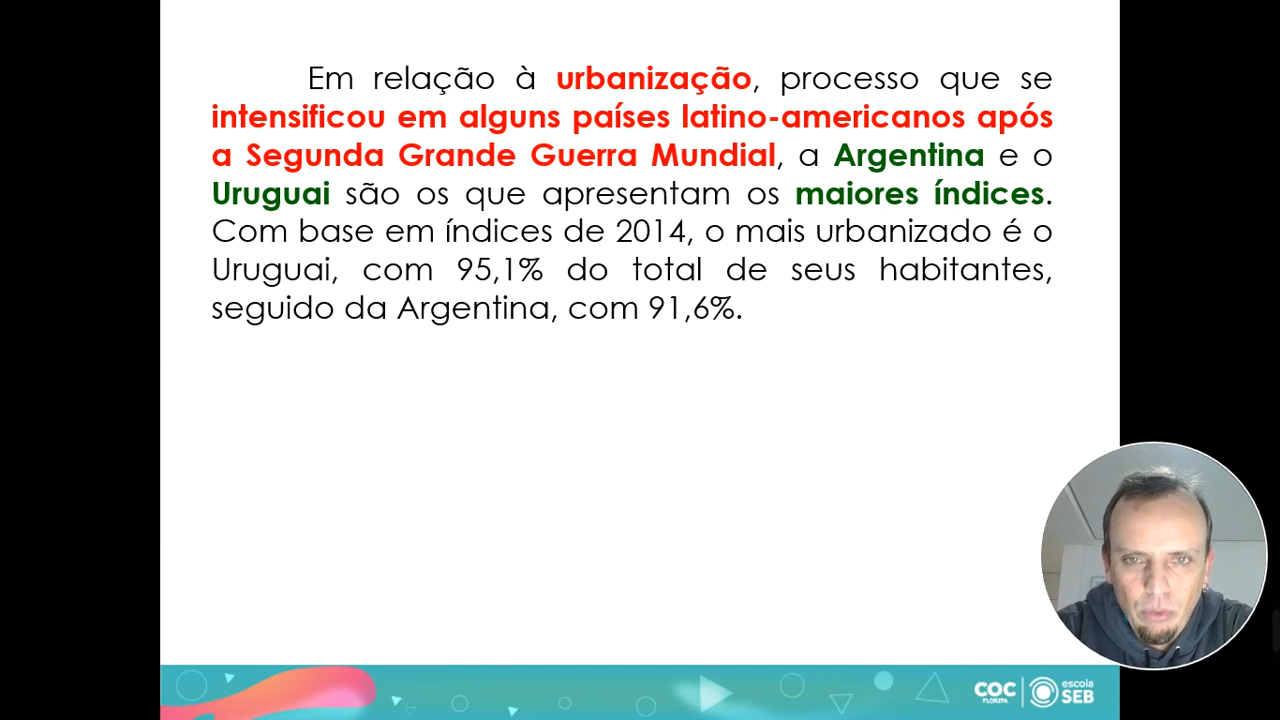 Em relação à urbanização, processo que se
intensificou em alguns países latino-americanos após
a Segunda Grande Guerra Mundial, a Argentina e o
Uruguai são os que apresentam os maiores índices.
Com base em índices de 2014, o mais urbanizado é o
Uruguai, com 95,1% do total de seus habitantes,
seguido da Argentina, com 91,6%.
COC
FLORIPA
escola
SEB